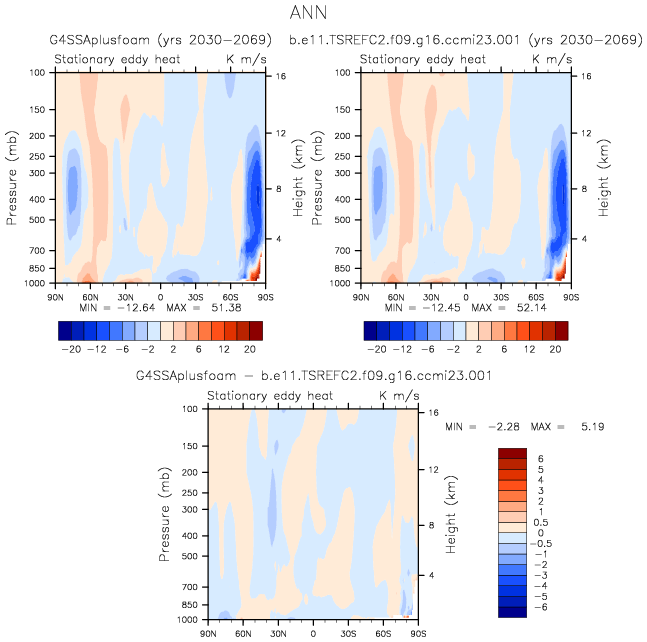 ANN
G4SSAplusfoam (yrs 2030-2069)
b.e11.TSREFC2.f09.g16.ccmi23.001 (yrs 2030-2069)
Stationary eddy heat K m/s
Stationary eddy heat K m/s
Pressure (mb)
100
150
200
250
300
400
500
700
850
1000
90N 60N 30N 0 30S 60S 90S
16
12
8
4
Height (km)
MIN = -12.64 MAX = 51.38
-20 -12 -6 -2 2 6 12 20
Pressure (mb)
100
150
200
250
300
400
500
700
850
1000
90N 60N 30N 0 30S 60S 90S
16
12
8
4
Height (km)
MIN = -12.45 MAX = 52.14
-20 -12 -6 -2 2 6 12 20
G4SSAplusfoam - b.e11.TSREFC2.f09.g16.ccmi23.001
Stationary eddy heat K m/s
Pressure (mb)
100
150
200
250
300
400
500
700
850
1000
90N 60N 30N 0 30S 60S 90S
16
12
8
4
Height (km)
MIN = -2.28 MAX = 5.19
6
5
4
3
2
1
0.5
0
-0.5
-1
-2
-3
-4
-5
-6